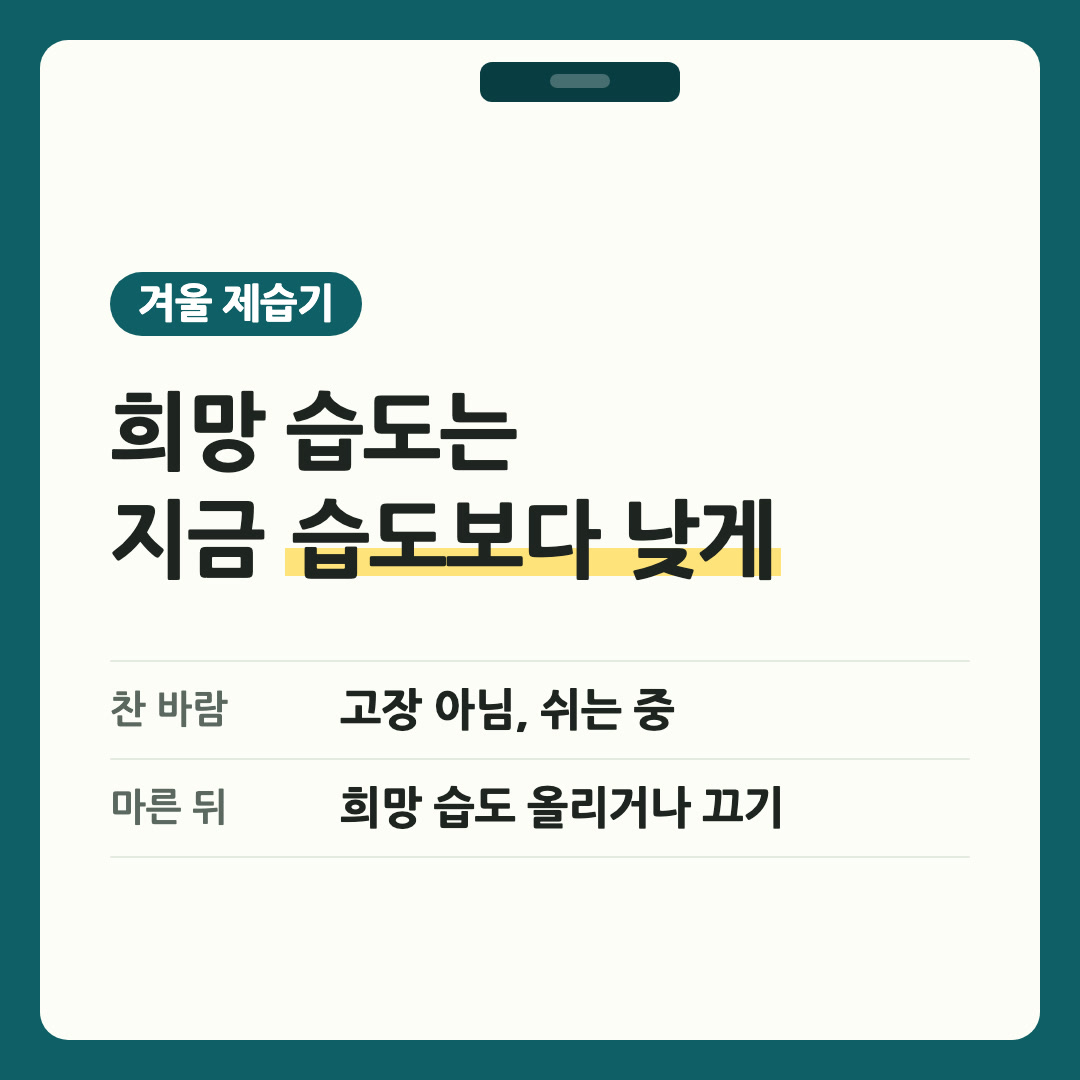 겨울 제습기
희망 습도는
지금 습도보다 낮게
찬 바람 고장 아님, 쉬는 중
마른 뒤 희망 습도 올리거나 끄기